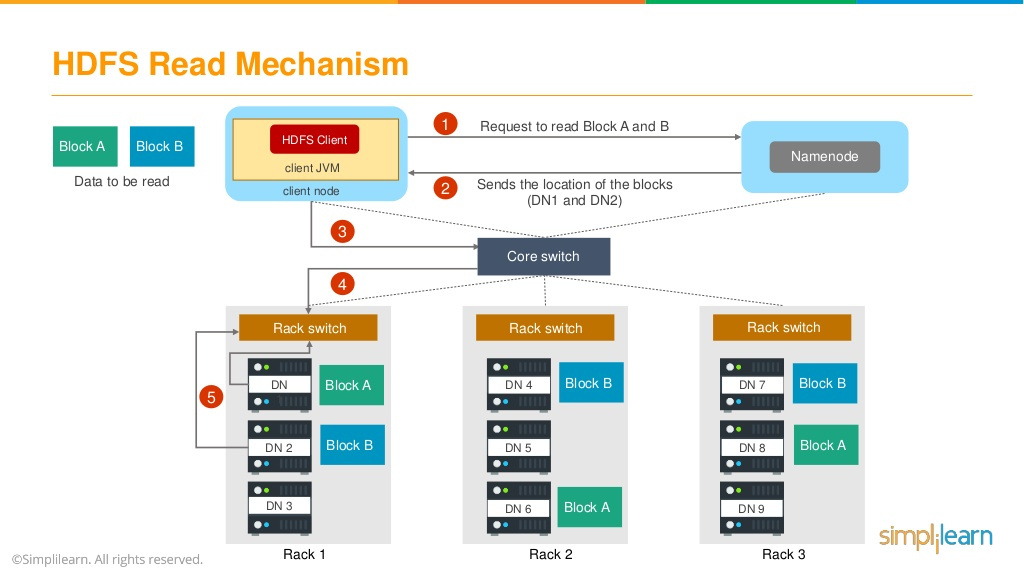 HDFS Read Mechanism
Block A
Block B
Data to be read
HDFS Client
client JVM
client node
1
Request to read Block A and B
2
Sends the location of the blocks
(DN1 and DN2)
Namenode
3
Core switch
4
Rack switch
Rack switch
Rack switch
5
DN
Block A
DN 2
Block B
DN 3
Rack 1
DN 4
Block B
DN 5
DN 6
Block A
Rack 2
DN 7
Block B
DN 8
Block A
DN 9
Rack 3
©Simplilearn. All rights reserved.
simplilearn